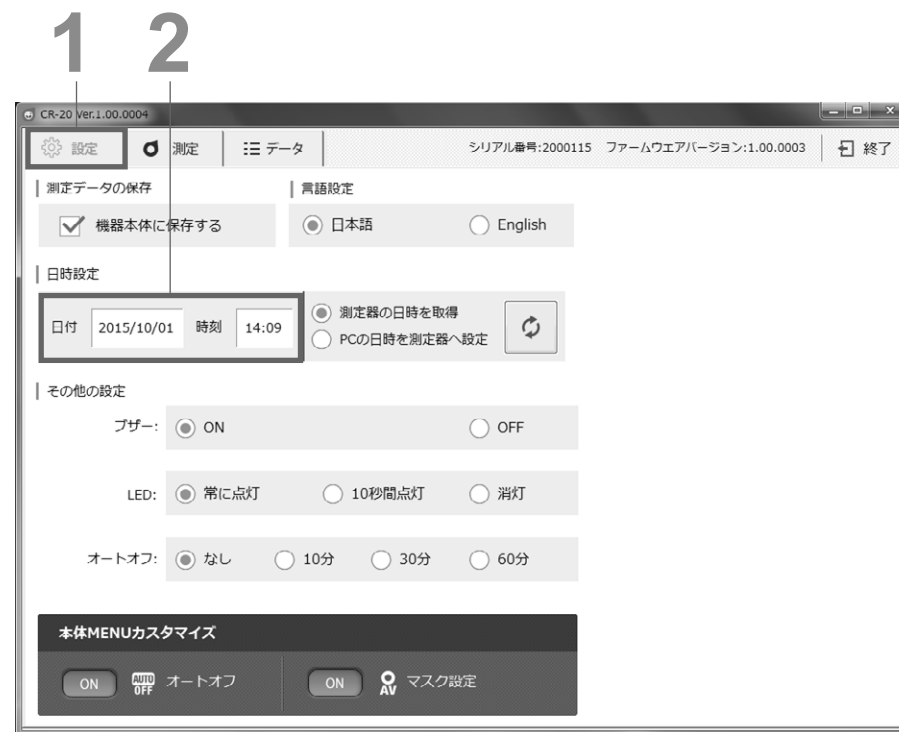 1 2
CR-20 Ver.1.00.0004
設定 測定 データ シリアル番号:2000115 ファームウエアバージョン:1.00.0003 終了
測定データの保存 言語設定
機器本体に保存する 日本語 English
日時設定
日付 2015/10/01 時刻 14:09 測定器の日時を取得
PCの日時を測定器へ設定
その他の設定
ブザー: ON OFF
LED: 常に点灯 10秒間点灯 消灯
オートオフ: なし 10分 30分 60分
本体MENUカスタマイズ
ON AUTO OFF オートオフ ON AV マスク設定